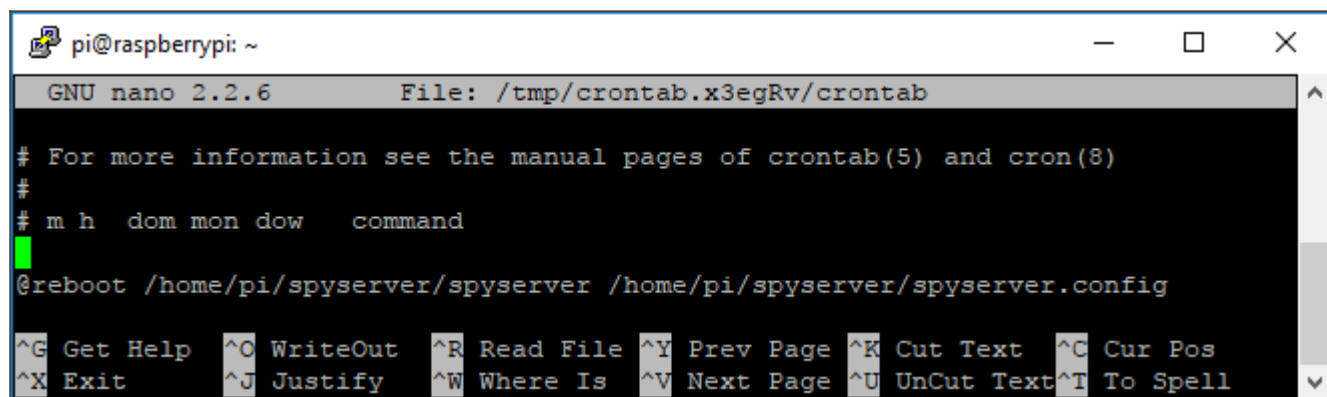 pi@raspberrypi: ~
GNU nano 2.2.6 File: /tmp/crontab.x3egRv/crontab
# For more information see the manual pages of crontab(5) and cron(8)
#
# m h  dom mon dow   command
@reboot /home/pi/spyserver/spyserver /home/pi/spyserver/spyserver.config
^G Get Help ^O WriteOut ^R Read File ^Y Prev Page ^K Cut Text ^C Cur Pos
^X Exit ^J Justify ^W Where Is ^V Next Page ^U UnCut Text ^T To Spell